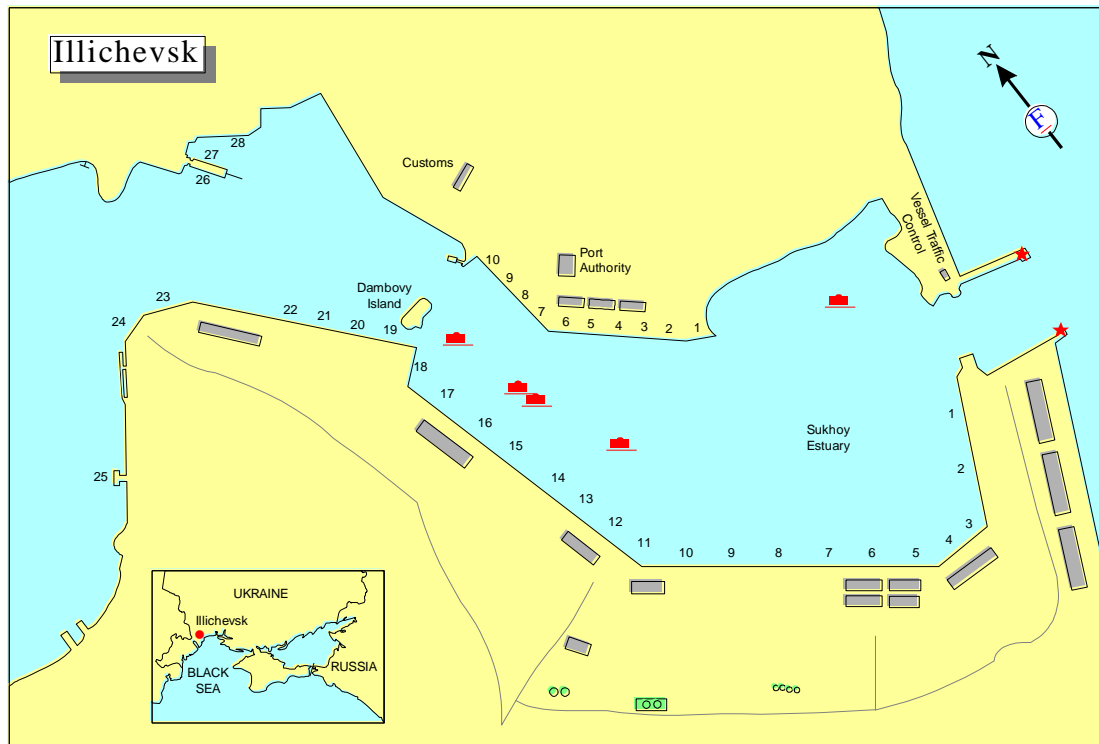 Illichevsk
N
F
28
27
26
Customs
Vessel Traffic
Control
Port
Authority
10
9
8
7
6
5
4
3
2
1
Dambovy
Island
23
22
21
20
19
24
18
17
16
15
14
13
12
11
10
9
8
7
6
5
4
3
2
1
Sukhoy
Estuary
25
UKRAINE
Illichevsk
BLACK
SEA
RUSSIA